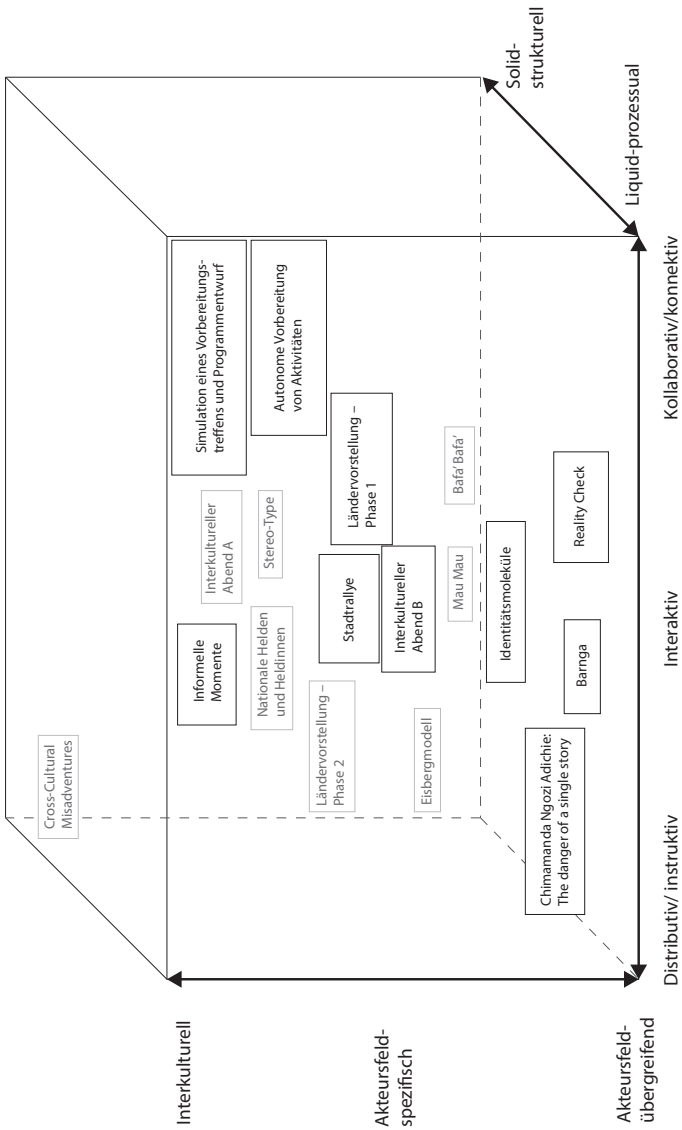 Cross-Cultural
Misadventures
Interkulturell
Akteursfeld-
spezifisch
Akteursfeld-
übergreifend
Informelle
Momente
Interkultureller
Abend A
Simulation eines Vorbereitungs-
treffens und Programmentwurf
Nationale Helden
und Heldinnen
Stereo-Type
Autonome Vorbereitung
von Aktivitäten
Ländervorstellung –
Phase 2
Stadtrallye
Ländervorstellung –
Phase 1
Eisbergmodell
Interkultureller
Abend B
Mau Mau
Bafa' Bafa'
Identitätsmoleküle
Chimamanda Ngozi Adichie:
The danger of a single story
Barnga
Reality Check
Solid-
strukturell
Liquid-prozessual
Distributiv/ instruktiv
Interaktiv
Kollaborativ/konnektiv